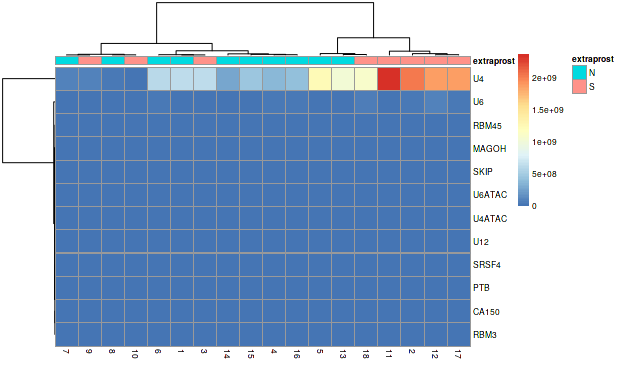 extraprost
extraprost
N
S
U4
U6
RBM45
MAGOH
SKIP
U6ATAC
U4ATAC
U12
SRSF4
PTB
CA150
RBM3
2e+09
1.5e+09
1e+09
5e+08
0
7 9 8 10 6 1 3 14 15 4 16 5 13 18 11 2 12 17